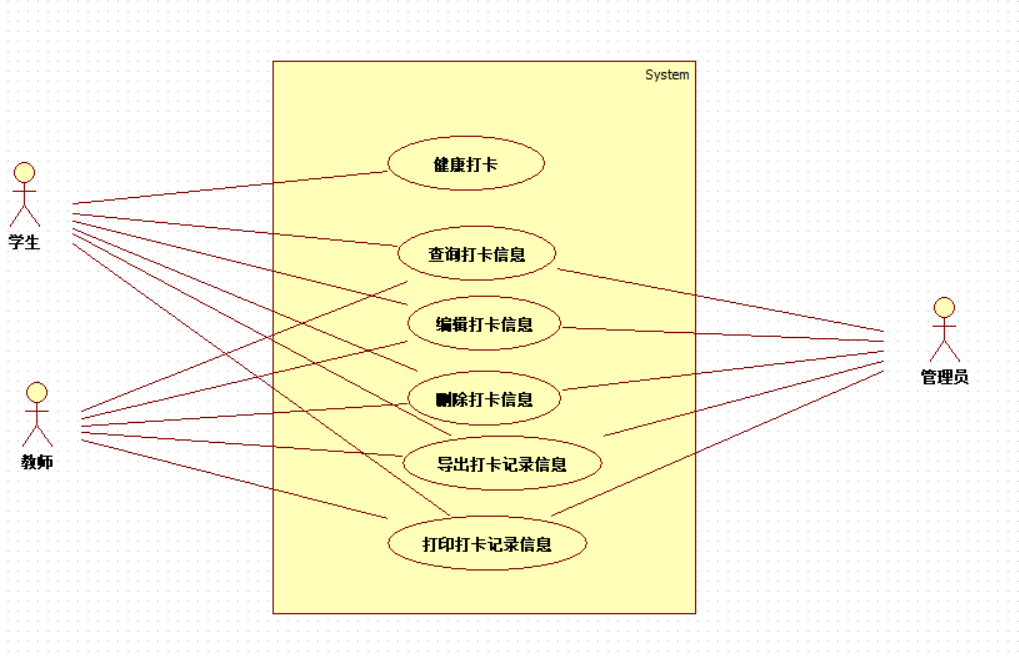 System
健康打卡
学生
查询打卡信息
编辑打卡信息
管理员
删除打卡信息
教师
导出打卡记录信息
打印打卡记录信息